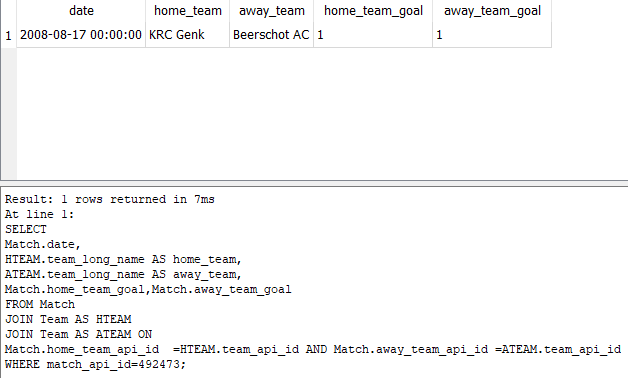 date home_team away_team home_team_goal away_team_goal
1 2008-08-17 00:00:00 KRC Genk Beerschot AC 1 1
Result: 1 rows returned in 7ms
At line 1:
SELECT
Match.date,
HTEAM.team_long_name AS home_team,
ATEAM.team_long_name AS away_team,
Match.home_team_goal,Match.away_team_goal
FROM Match
JOIN Team AS HTEAM
JOIN Team AS ATEAM ON
Match.home_team_api_id  =HTEAM.team_api_id AND Match.away_team_api_id =ATEAM.team_api_id
WHERE match_api_id=492473;